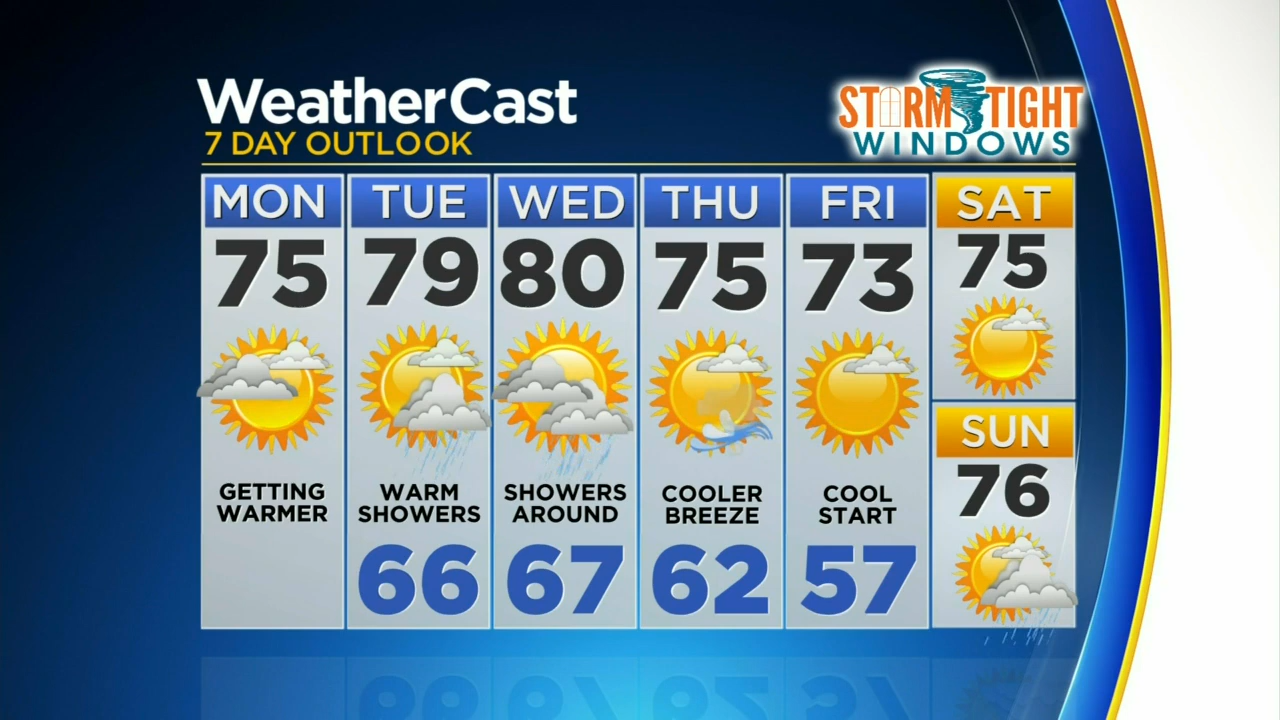 WeatherCast
7 DAY OUTLOOK
STORM TIGHT
WINDOWS
MON
75
GETTING
WARMER
TUE
79
WARM
SHOWERS
66
WED
80
SHOWERS
AROUND
67
THU
75
COOLER
BREEZE
62
FRI
73
COOL
START
57
SAT
75
SUN
76